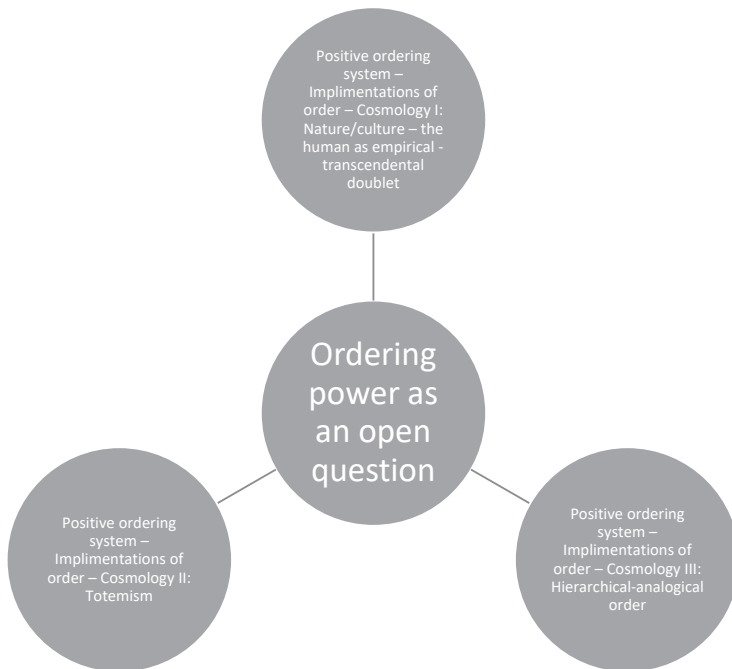 Positive ordering
system –
Implimentations of
order – Cosmology I:
Nature/culture – the
human as empirical -
transcendental
doublet
Ordering
power as
an open
question
Positive ordering
system –
Implimentations of
order – Cosmology II:
Totemism
Positive ordering
system –
Implimentations of
order – Cosmology III:
Hierarchical-analogical
order